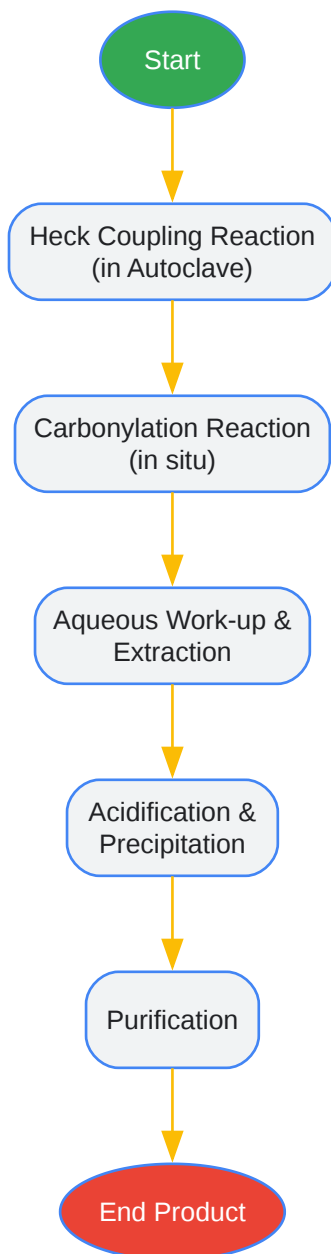 Start
Heck Coupling Reaction
(in Autoclave)
Carbonylation Reaction
(in situ)
Aqueous Work-up &
Extraction
Acidification &
Precipitation
Purification
End Product